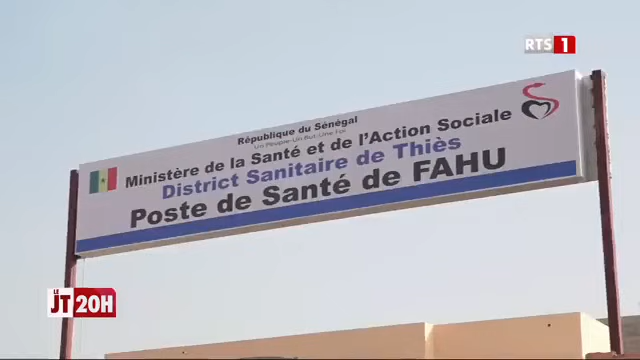 RTS 1
République du Sénégal
Un Peuple-Un But-Une Foi
Ministère de la Santé et de l'Action Sociale
District Sanitaire de Thiès
Poste de Santé de FAHU
LE JT 20H